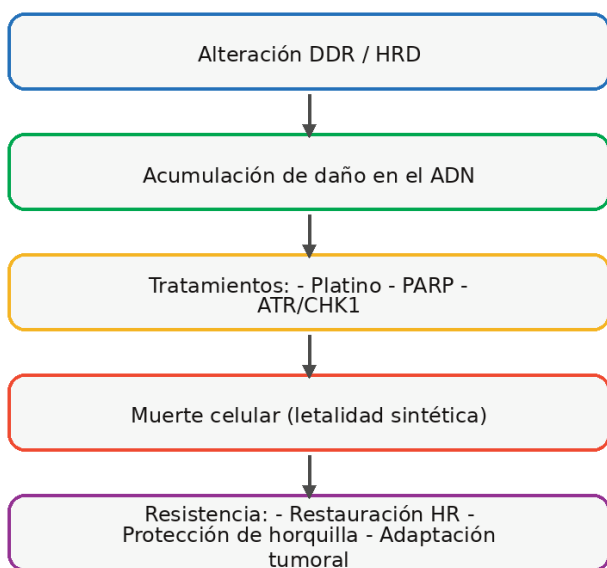 Alteración DDR / HRD
Acumulación de daño en el ADN
Tratamientos: - Platino - PARP -
ATR/CHK1
Muerte celular (letalidad sintética)
Resistencia: - Restauración HR -
Protección de horquilla - Adaptación
tumoral